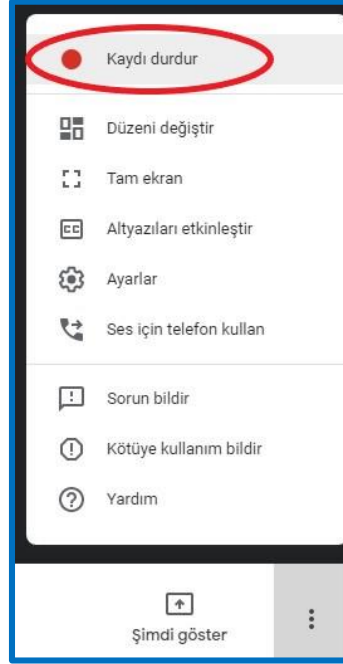 Kaydı durdur
Düzeni değiştir
Tam ekran
CC
Altyazıları etkinleştir
Ayarlar
Ses için telefon kullan
Sorun bildir
Kötüye kullanım bildir
Yardım
Şimdi göster